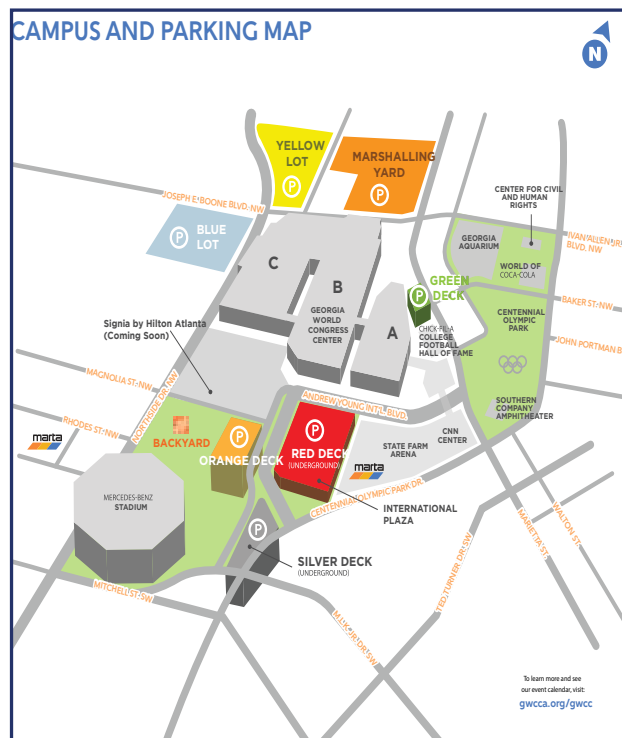 CAMPUS AND PARKING MAP
N
YELLOW
LOT
P
MARSHALLING
YARD
P
JOSEPH E. BOONE BLVD. NW
P
BLUE
LOT
CENTER FOR CIVIL
AND HUMAN
RIGHTS
GEORGIA
AQUARIUM
WORLD OF
COCA-COLA
IVAN ALLEN JR.
BLVD. NW
C
B
GEORGIA
WORLD
CONGRESS
CENTER
A
GREEN
DECK
P
BAKER ST. NW
CENTENNIAL
OLYMPIC
PARK
CHICK-FIL-A
COLLEGE
FOOTBALL
HALL OF FAME
JOHN PORTMAN B
Signia by Hilton Atlanta
(Coming Soon)
MAGNOLIA ST. NW
NORTHSIDE DR. NW
ANDREW YOUNG INT'L. BLVD.
SOUTHERN
COMPANY
AMPHITHEATER
RHODES ST. NW
marta
BACKYARD
P
ORANGE DECK
P
RED DECK
(UNDERGROUND)
CNN
CENTER
STATE FARM
ARENA
marta
MERCEDES-BENZ
STADIUM
CENTENNIAL OLYMPIC PARK DR.
INTERNATIONAL
PLAZA
P
SILVER DECK
(UNDERGROUND)
MARIETTA ST.
WALTON ST.
TED TURNER DR. SW
MITCHELL ST. SW
M.L.K. JR. DR. SW
To learn more and see
our event calendar, visit:
gwcca.org/gwcc